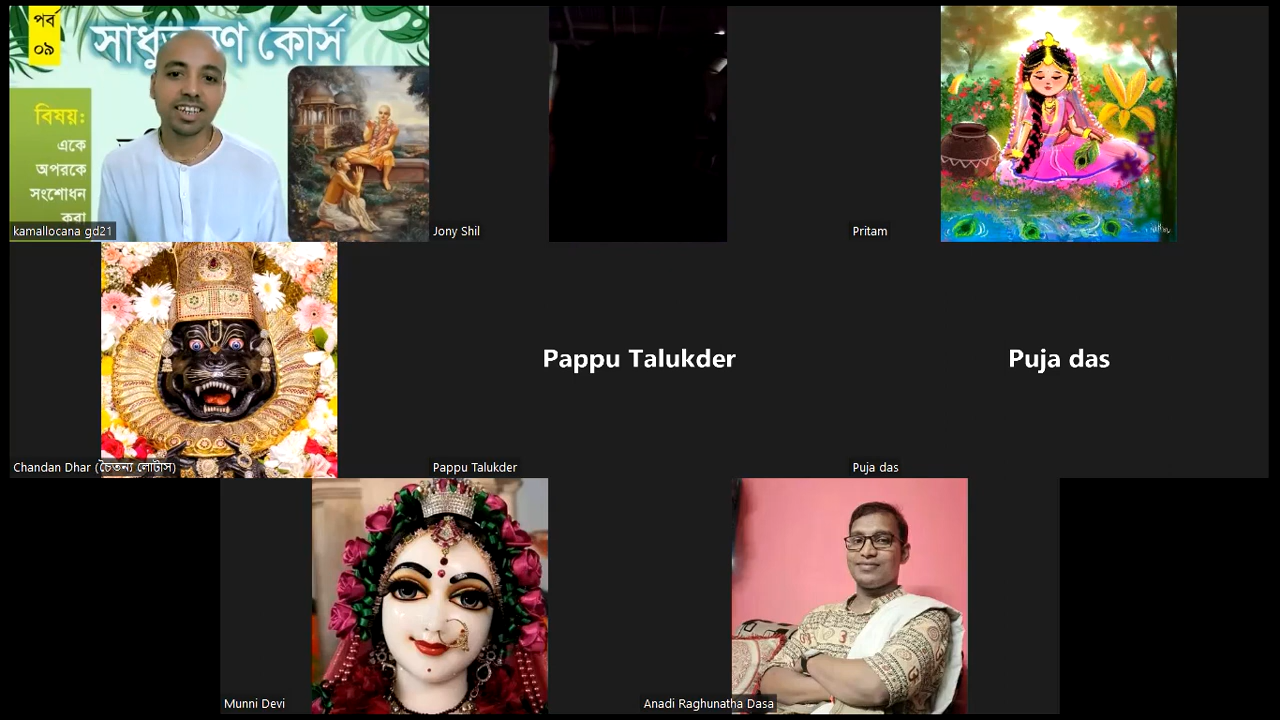 পর্ব
০৯
সাধু
ণ কোর্স
বিষয়:
একে
অপরকে
সংশোধন
করা
kamallocana gd21
Jony Shil
Pritam
Chandan Dhar (চৈতন্য লোটাস)
Pappu Talukder
Pappu Talukder
Puja das
Puja das
Munni Devi
Anadi Raghunatha Dasa